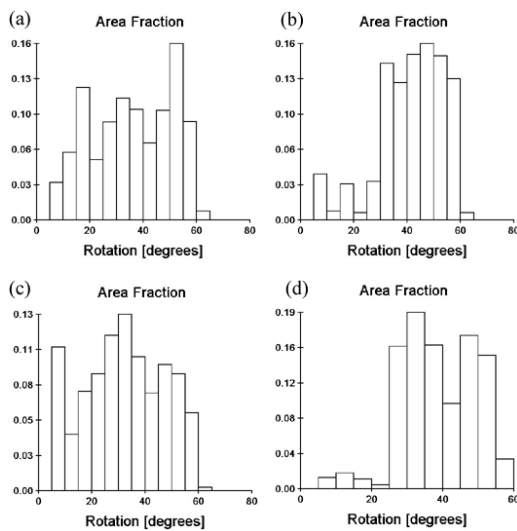 (a)
Area Fraction
0.16
0.13
0.10
0.06
0.03
0.00
0 20 40 60 80
Rotation [degrees]
(b)
Area Fraction
0.16
0.13
0.10
0.06
0.03
0.00
0 20 40 60 80
Rotation [degrees]
(c)
Area Fraction
0.13
0.11
0.08
0.05
0.03
0.00
0 20 40 60 80
Rotation [degrees]
(d)
Area Fraction
0.19
0.16
0.12
0.08
0.04
0.00
0 20 40 60
Rotation [degrees]